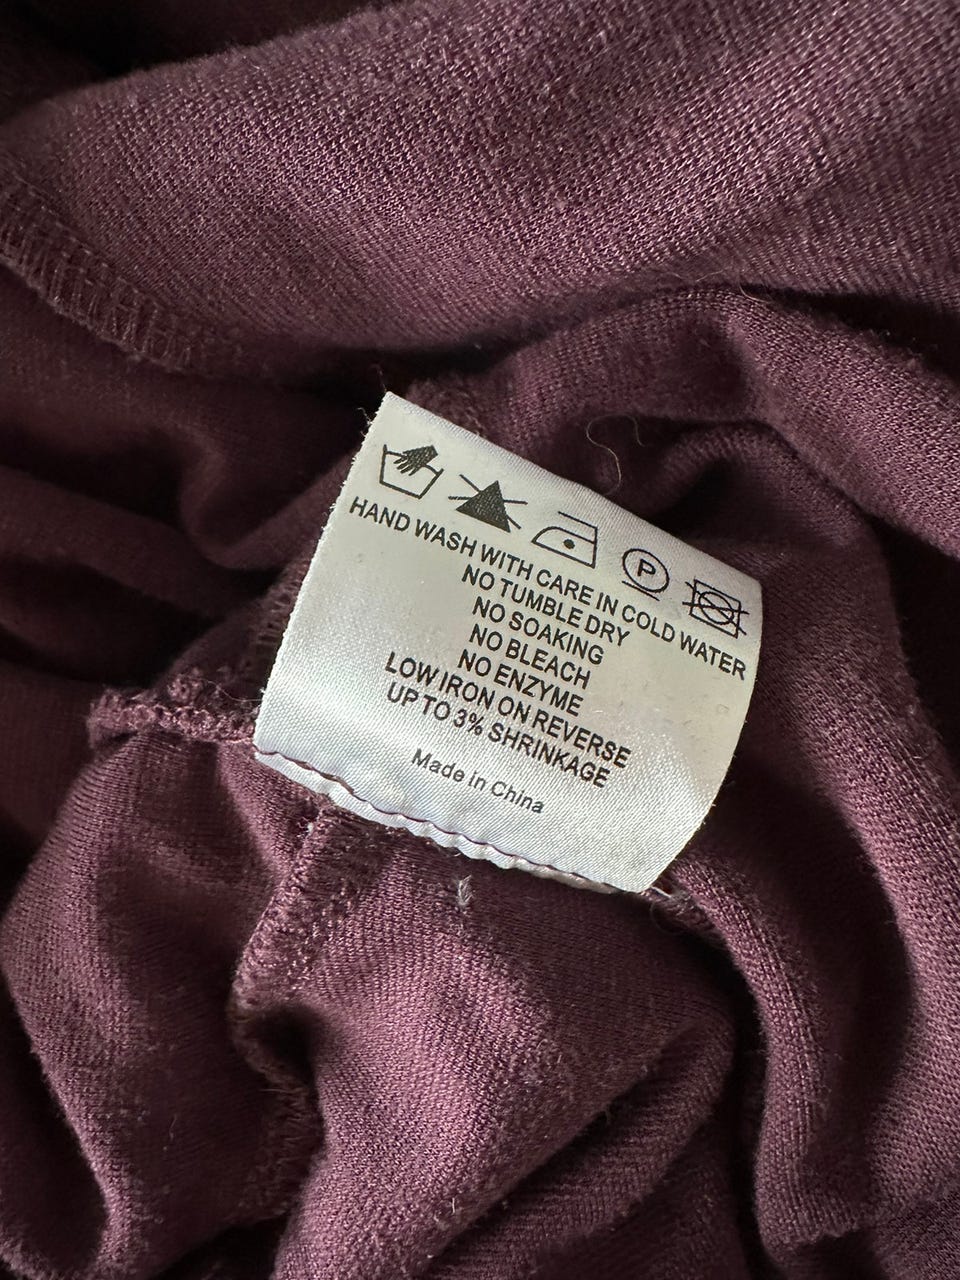 P
HAND WASH WITH CARE IN COLD WATER
NO TUMBLE DRY
NO SOAKING
NO BLEACH
NO ENZYME
LOW IRON ON REVERSE
UP TO 3% SHRINKAGE
Made in China